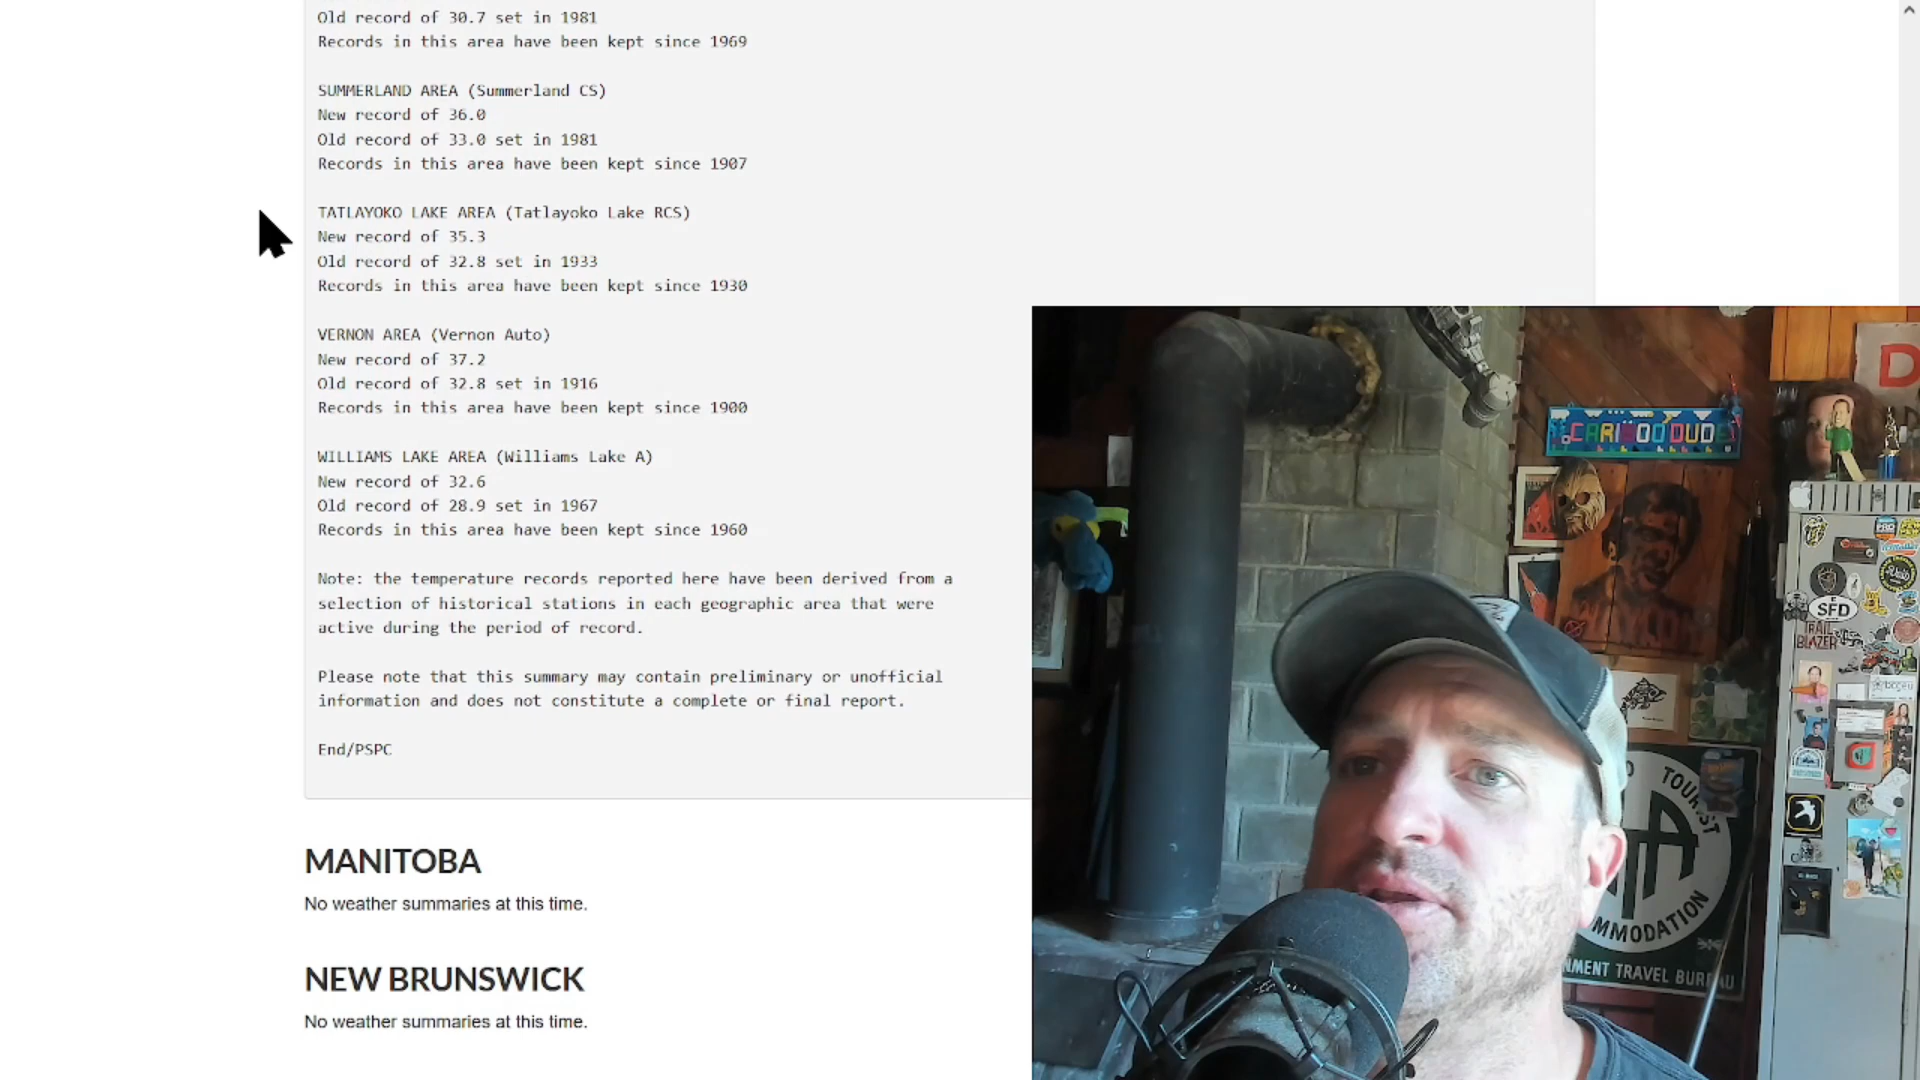 Old record of 30.7 set in 1981
Records in this area have been kept since 1969
SUMMERLAND AREA (Summerland CS)
New record of 36.0
Old record of 33.0 set in 1981
Records in this area have been kept since 1907
TATLAYOKO LAKE AREA (Tatlayoko Lake RCS)
New record of 35.3
Old record of 32.8 set in 1933
Records in this area have been kept since 1930
VERNON AREA (Vernon Auto)
New record of 37.2
Old record of 32.8 set in 1916
Records in this area have been kept since 1900
WILLIAMS LAKE AREA (Williams Lake A)
New record of 32.6
Old record of 28.9 set in 1967
Records in this area have been kept since 1960
Note: the temperature records reported here have been derived from a
selection of historical stations in each geographic area that were
active during the period of record.
Please note that this summary may contain preliminary or unofficial
information and does not constitute a complete or final report.
End/PSPC
MANITOBA
No weather summaries at this time.
NEW BRUNSWICK
No weather summaries at this time.
D
CARIBOO DUDE
SFD
TRAIL
BLAZER
bcgeu
TOURIST
MMODATION
NMENT TRAVEL BUREAU